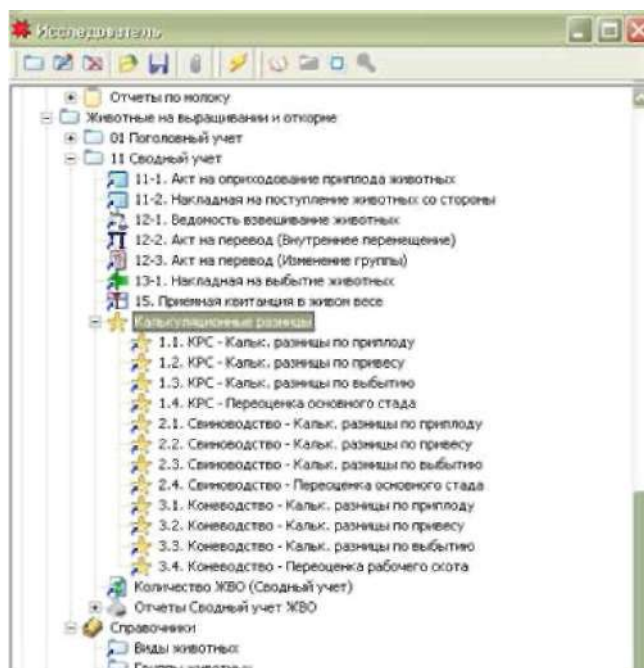 Исследователь
Отчеты по молоку
Животные на выращивании и откорме
01 Поголовный учет
11 Сводный учет
11-1. Акт на оприходование приплода животных
11-2. Накладная на поступление животных со стороны
12-1. Ведомость взвешивание животных
12-2. Акт на перевод (Внутреннее перемещение)
12-3. Акт на перевод (Изменение группы)
13-1. Накладная на выбытие животных
15. Приемная квитанция в живом весе
Калькуляционные разницы
1.1. КРС - Кальк. разницы по приплоду
1.2. КРС - Кальк. разницы по привесу
1.3. КРС - Кальк. разницы по выбытию
1.4. КРС - Переоценка основного стада
2.1. Свиноводство - Кальк. разницы по приплоду
2.2. Свиноводство - Кальк. разницы по привесу
2.3. Свиноводство - Кальк. разницы по выбытию
2.4. Свиноводство - Переоценка основного стада
3.1. Коневодство - Кальк. разницы по приплоду
3.2. Коневодство - Кальк. разницы по привесу
3.3. Коневодство - Кальк. разницы по выбытию
3.4. Коневодство - Переоценка рабочего скота
Количество ЖВО (Сводный учет)
Отчеты Сводный учет ЖВО
Справочники
Виды животных
Группы животных